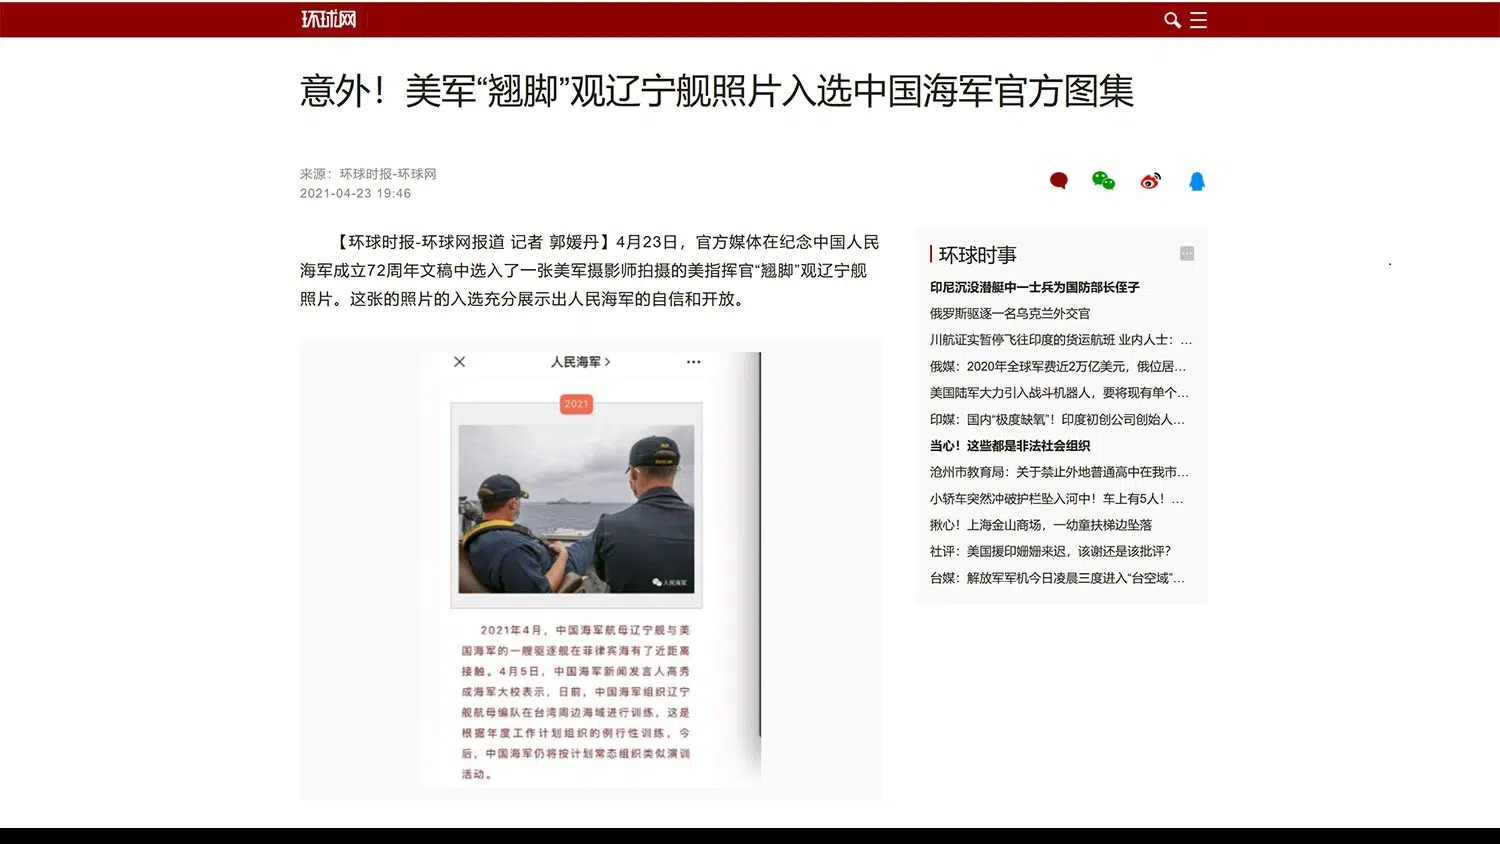 环球网
意外！美军“翘脚”观辽宁舰照片入选中国海军官方图集
来源：环球时报-环球网
2021-04-23 19:46
【环球时报-环球网报道 记者 郭媛丹】4月23日，官方媒体在纪念中国人民
海军成立72周年文稿中选入了一张美军摄影师拍摄的美指挥官“翘脚”观辽宁舰
照片。这张的照片的入选充分展示出人民海军的自信和开放。
人民海军
2021
人民海军
2021年4月，中国海军航母辽宁舰与美
国海军的一艘驱逐舰在菲律宾海有了近距离
接触。4月5日，中国海军新闻发言人高秀
成海军大校表示，日前，中国海军组织辽宁
舰航母编队在台湾周边海域进行训练，这是
根据年度工作计划组织的例行性训练，今
后，中国海军仍将按计划常态组织类似演训
活动。
环球时事
印尼沉没潜艇中一士兵为国防部长侄子
俄罗斯驱逐一名乌克兰外交官
川航证实暂停飞往印度的货运航班 业内人士：...
俄媒：2020年全球军费近2万亿美元，俄位居...
美国陆军大力引入战斗机器人，要将现有单个...
印媒：国内“极度缺氧”！印度初创公司创始人...
当心！这些都是非法社会组织
沧州市教育局：关于禁止外地普通高中在我市...
小轿车突然冲破护栏坠入河中！车上有5人！...
揪心！上海金山商场，一幼童扶梯边坠落
社评：美国援印姗姗来迟，该谢还是该批评？
台媒：解放军军机今日凌晨三度进入“台空域”...